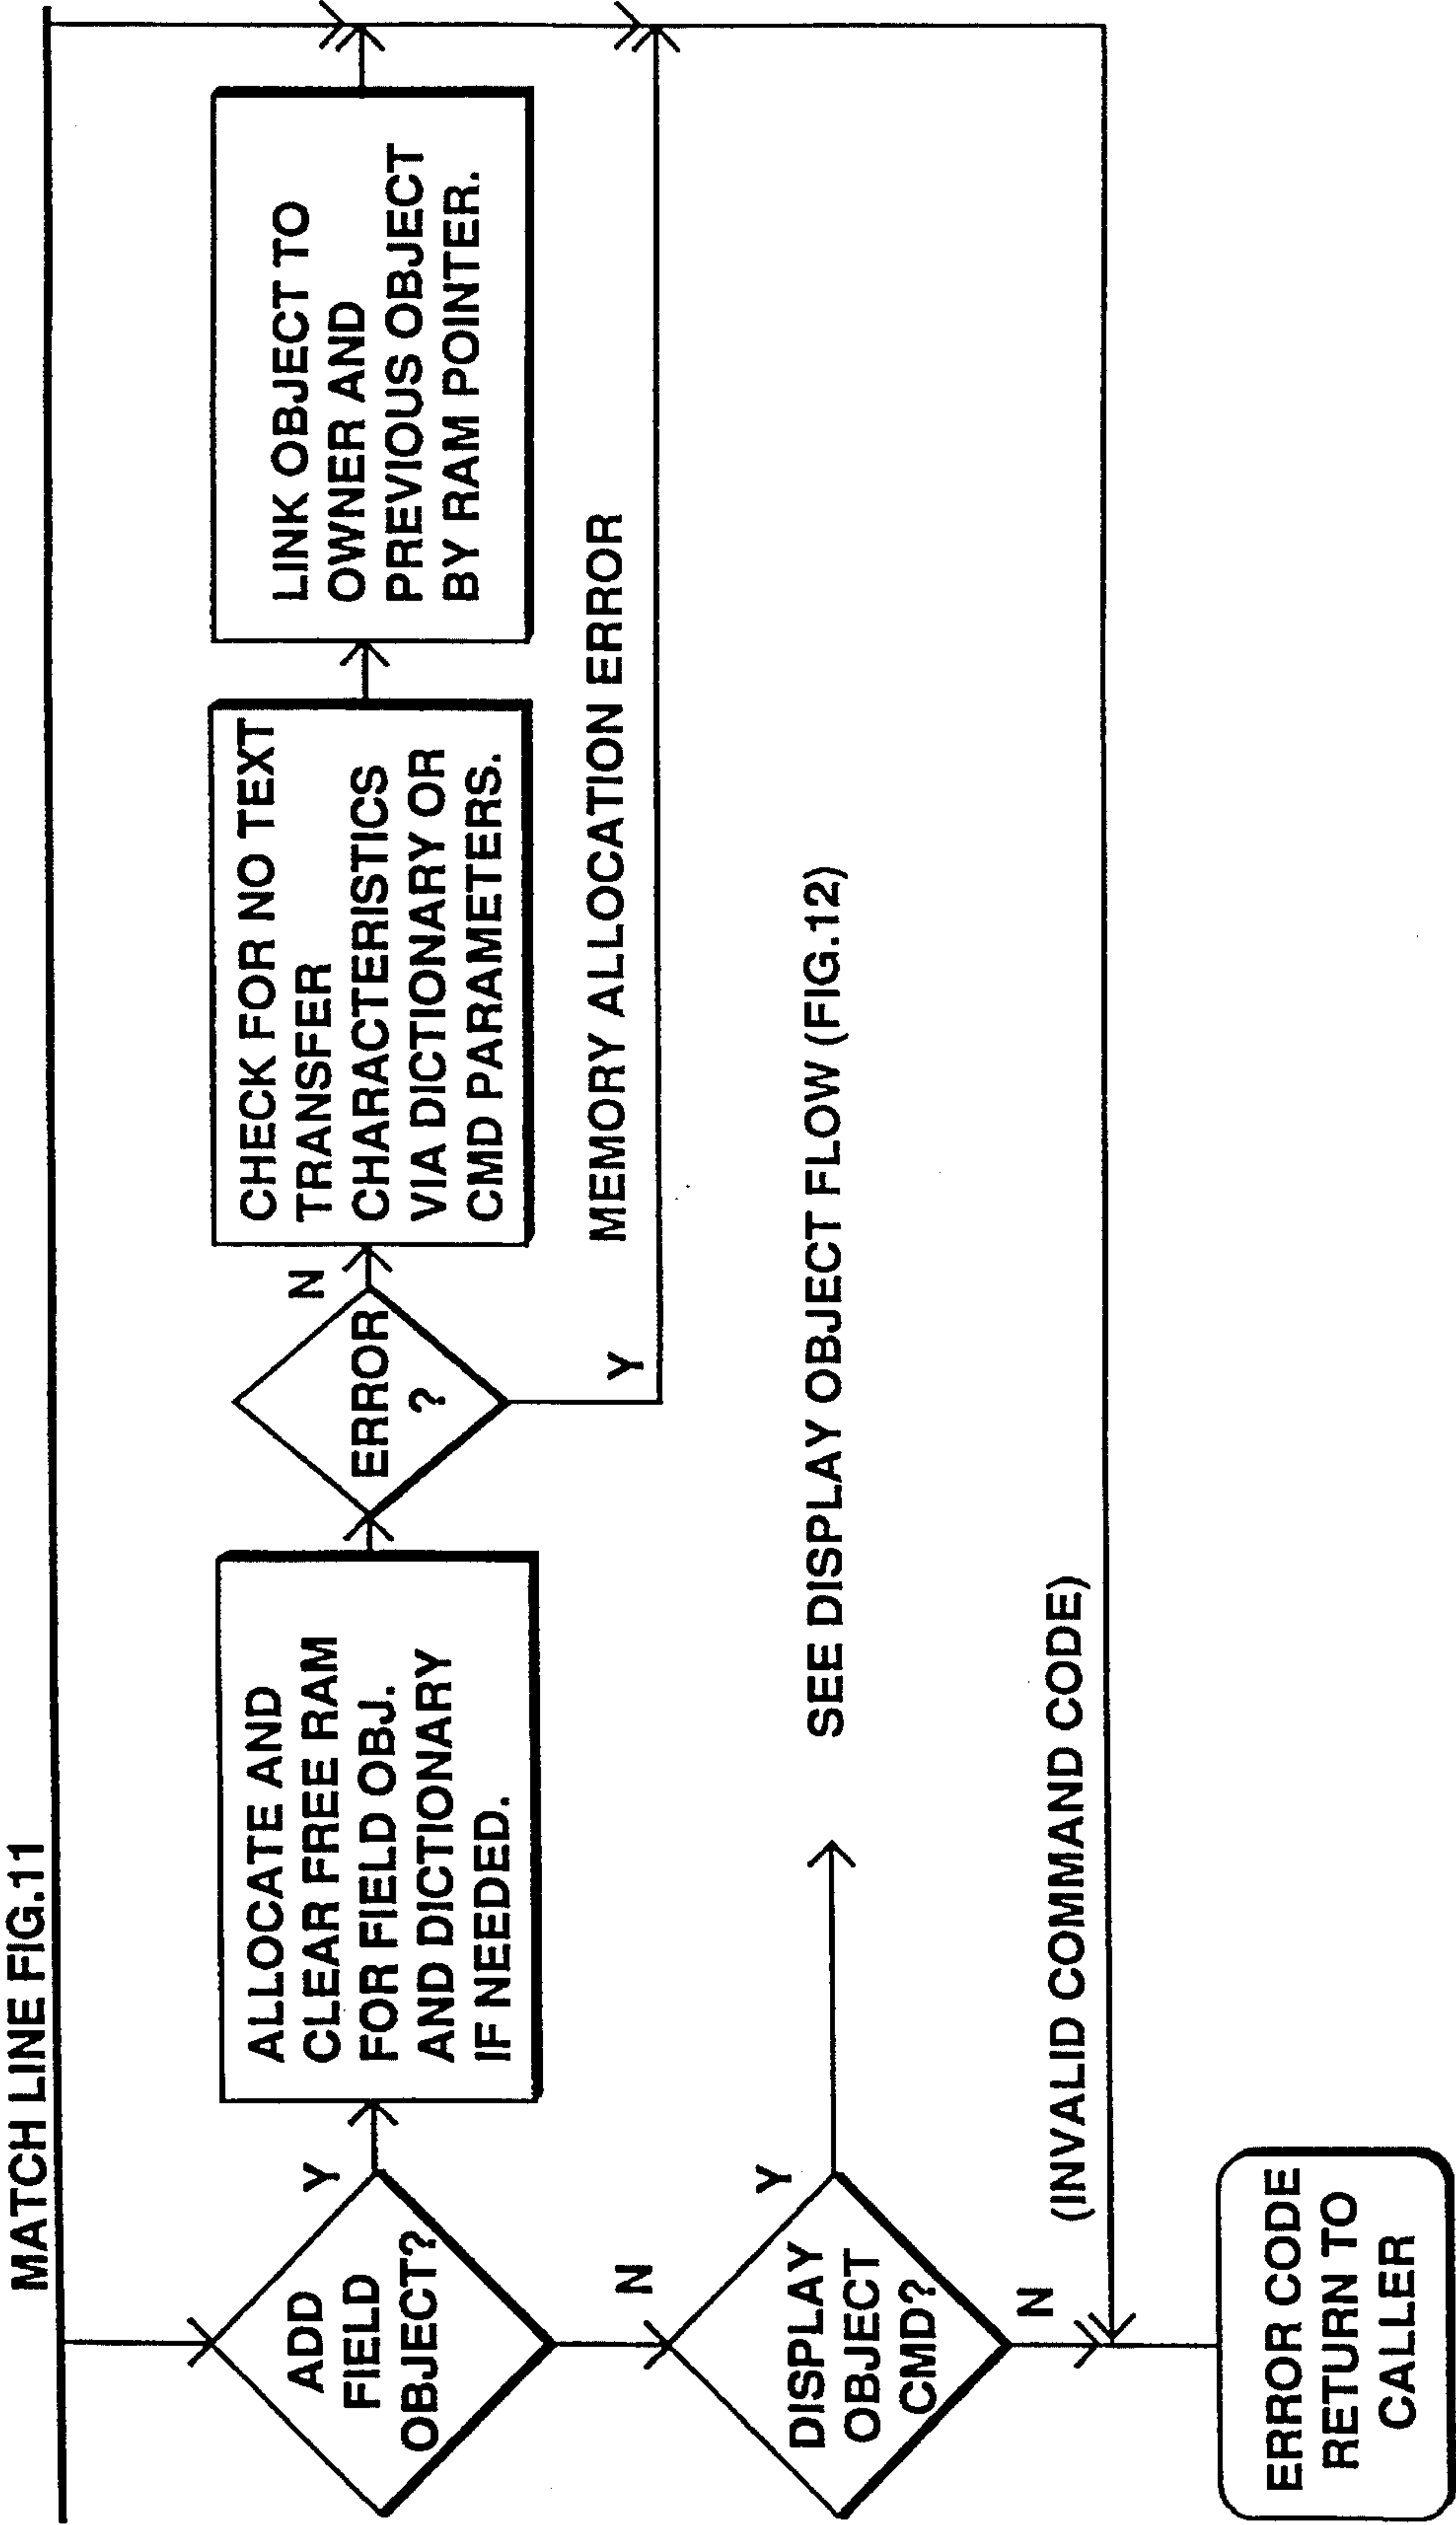 MATCH LINE FIG.11
ADD
FIELD
OBJECT?
Y
ALLOCATE AND
CLEAR FREE RAM
FOR FIELD OBJ.
AND DICTIONARY
IF NEEDED.
ERROR
?
N
CHECK FOR NO TEXT
TRANSFER
CHARACTERISTICS
VIA DICTIONARY OR
CMD PARAMETERS.
LINK OBJECT TO
OWNER AND
PREVIOUS OBJECT
BY RAM POINTER.
Y
MEMORY ALLOCATION ERROR
N
DISPLAY
OBJECT
CMD?
Y
SEE DISPLAY OBJECT FLOW (FIG.12)
N
(INVALID COMMAND CODE)
ERROR CODE
RETURN TO
CALLER